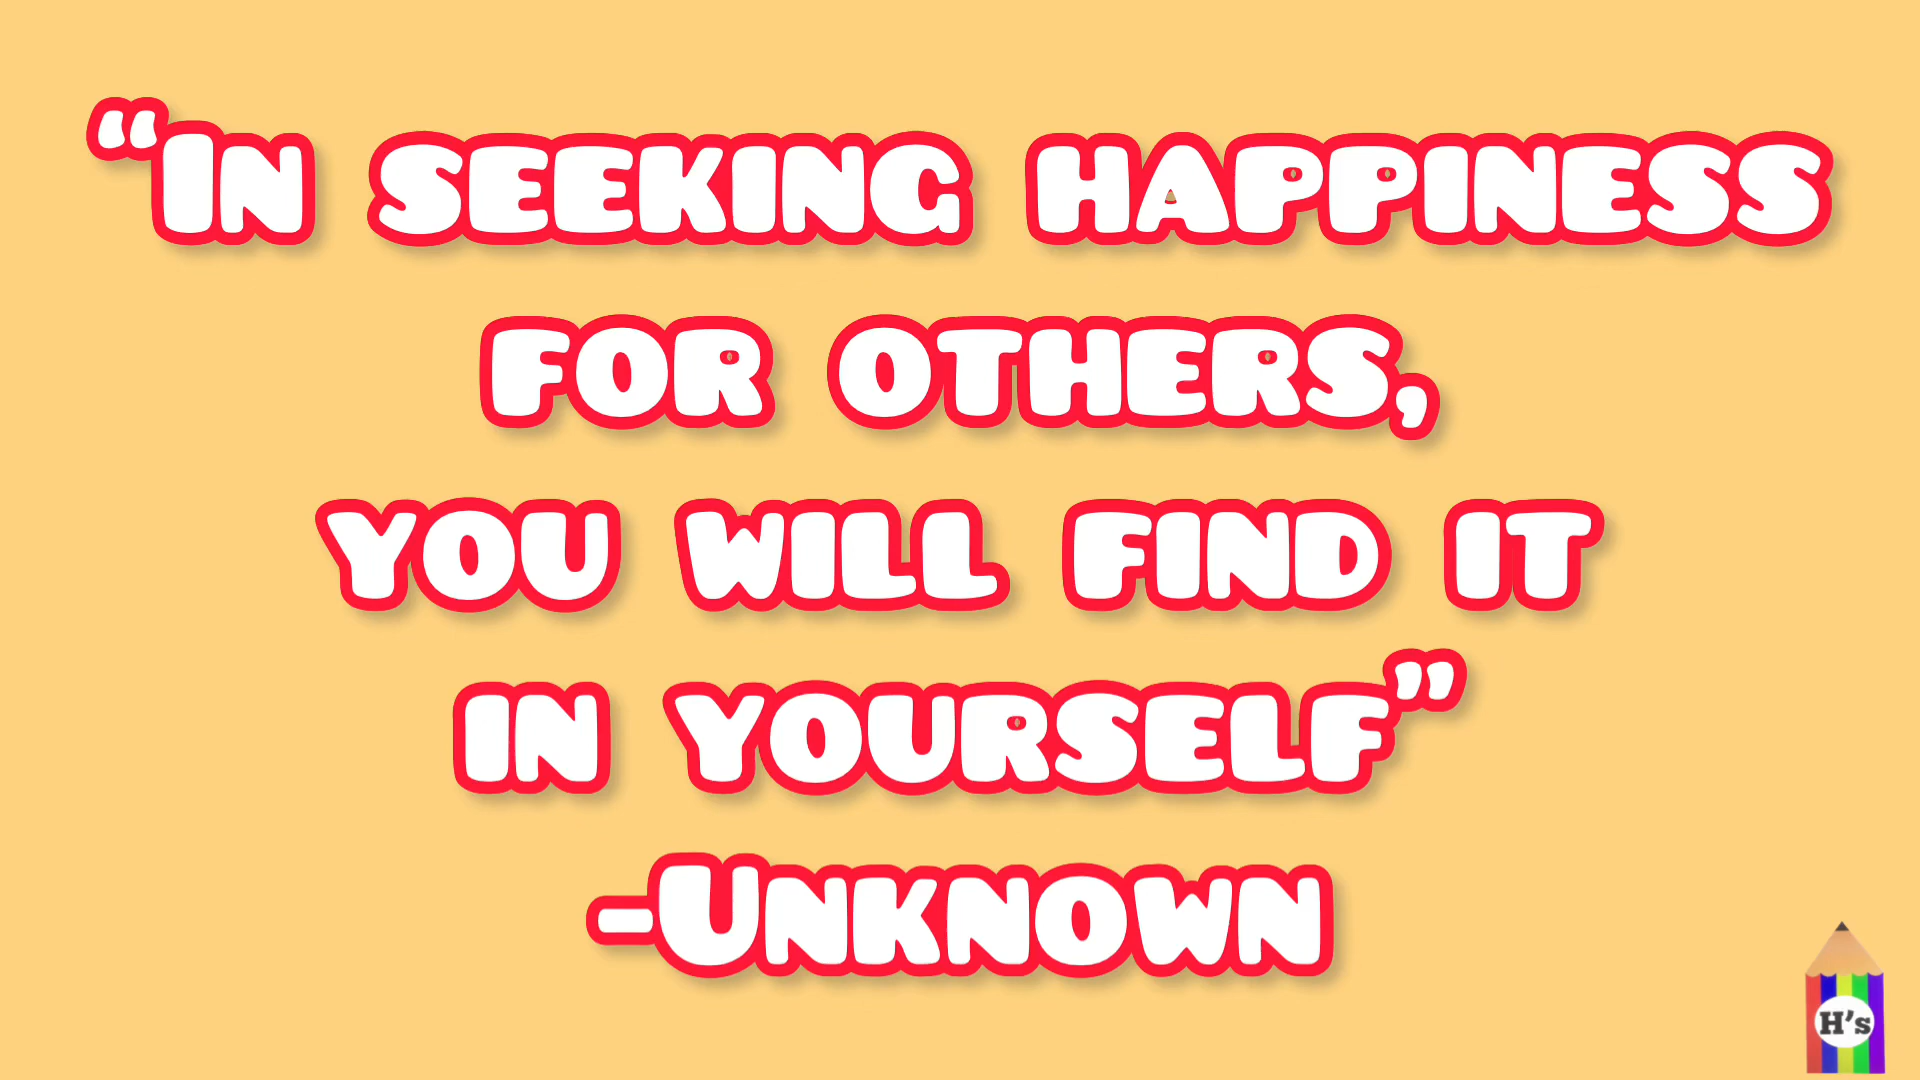 “In seeking happiness
for others,
you will find it
in yourself”
-Unknown
H's